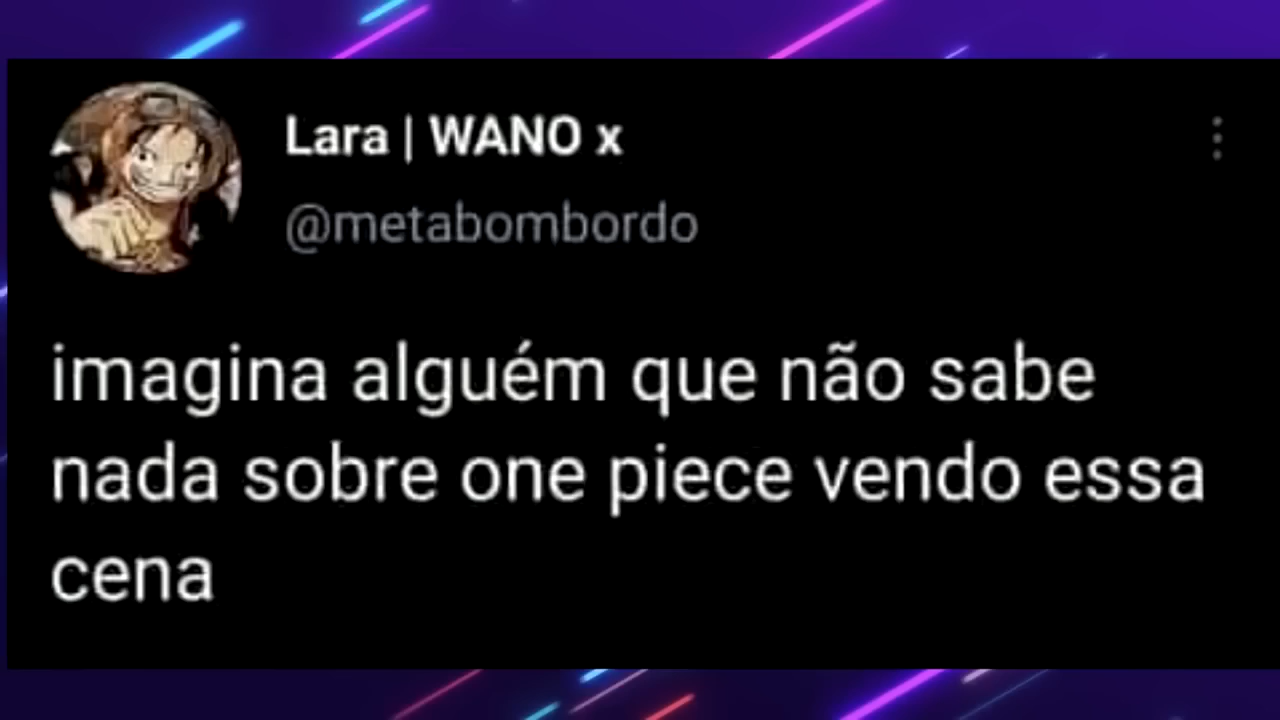 Lara | WANO x
@metabombordo
imagina alguém que não sabe
nada sobre one piece vendo essa
cena